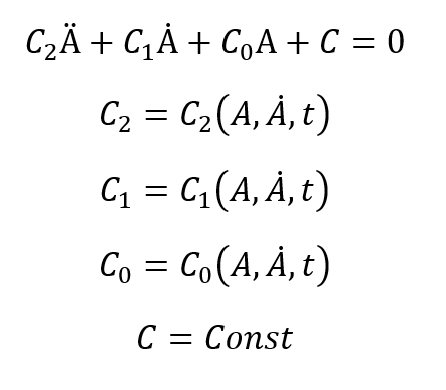 C₂Ä + C₁Ȧ + C₀A + C = 0
C₂ = C₂(A, Ȧ, t)
C₁ = C₁(A, Ȧ, t)
C₀ = C₀(A, Ȧ, t)
C = Const